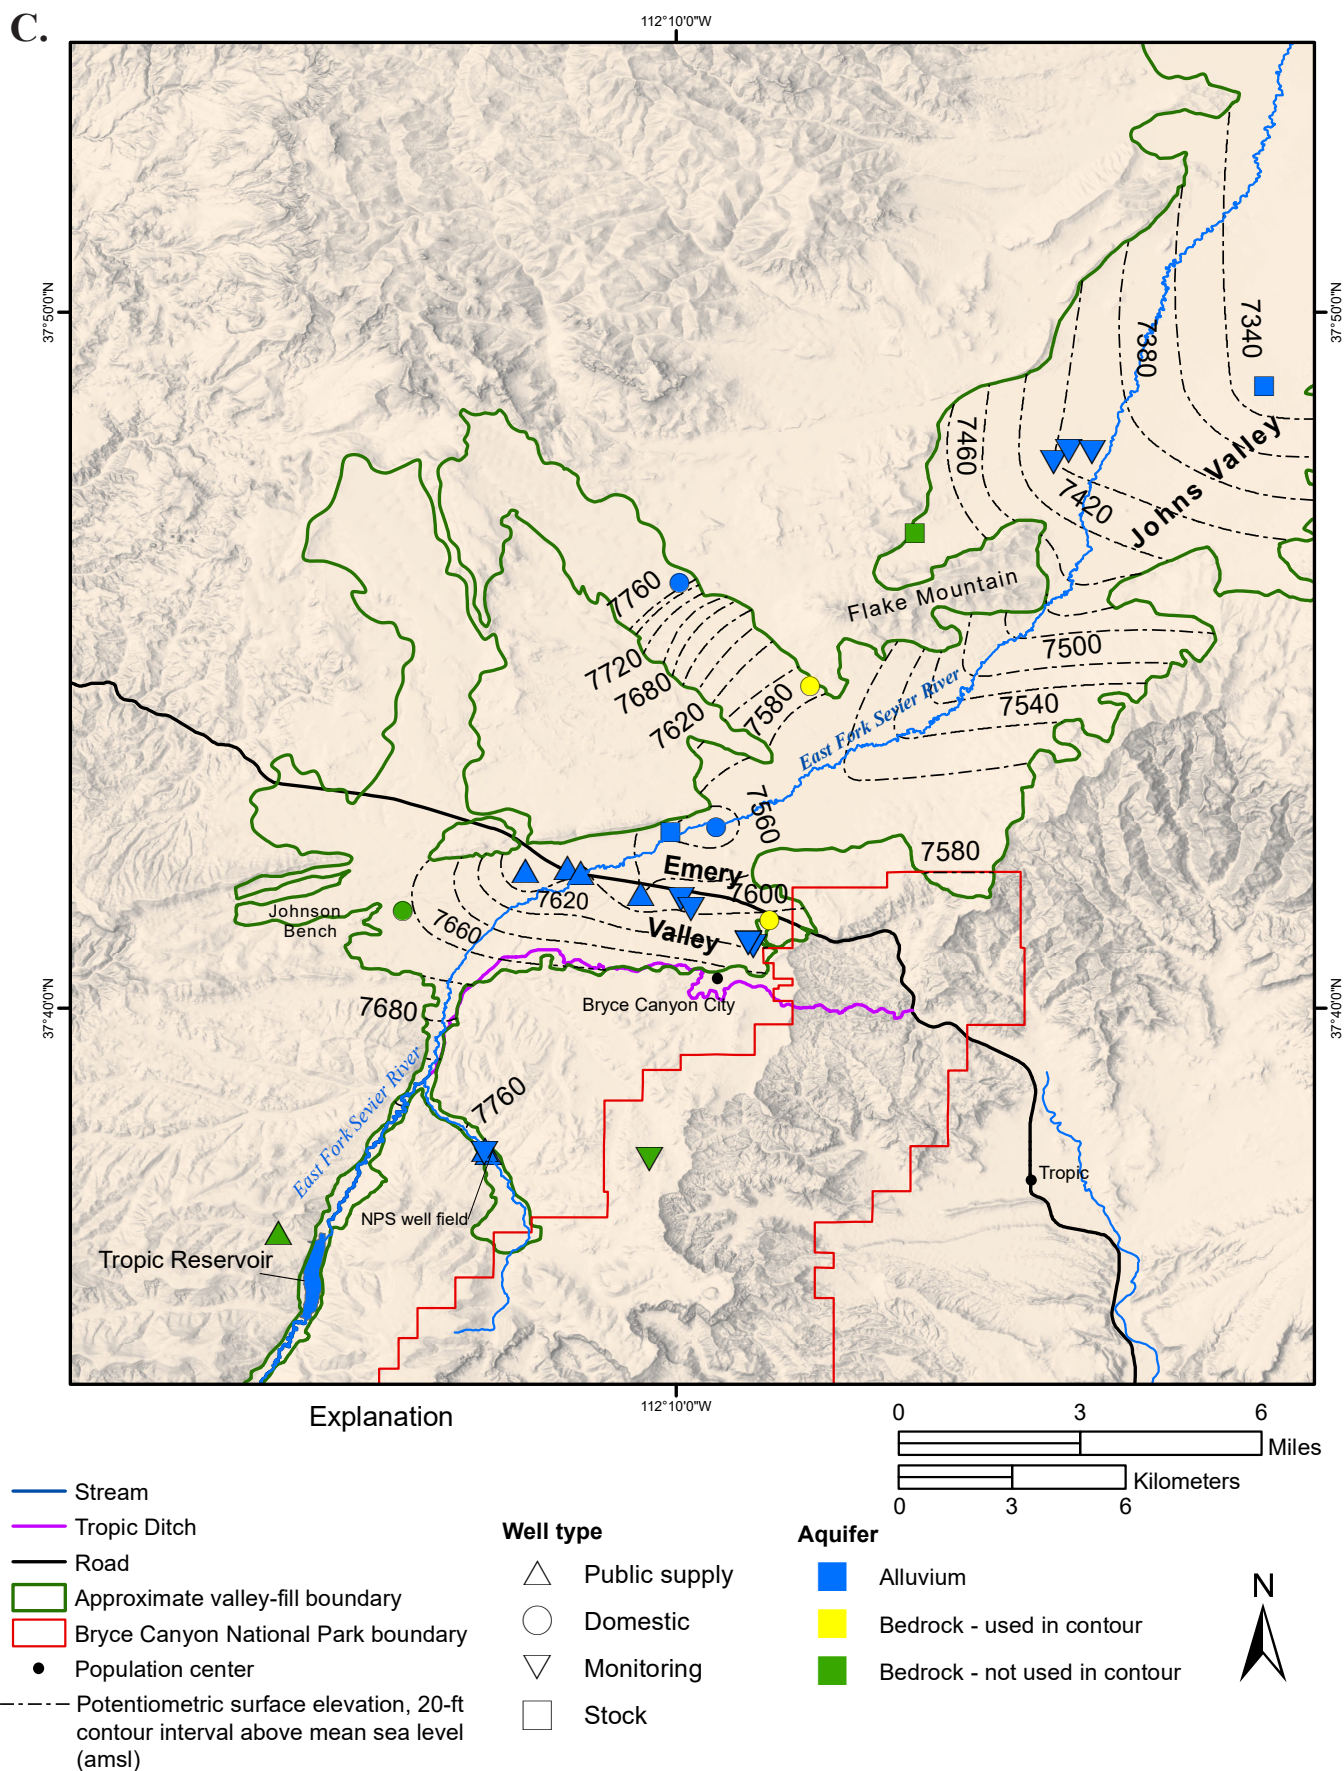 C.
112°10'0"W
37°50'0"N
37°50'0"N
7340
7380
7460
7420
Johns Valley
7760
Flake Mountain
7720
7500
7680
7580
7620
7540
East Fork Sevier River
7560
Emery
7580
7600
7620
Johnson
Bench
7660
Valley
Bryce Canyon City
7680
37°40'0"N
37°40'0"N
East Fork Sevier River
7760
Tropic
NPS well field
Tropic Reservoir
112°10'0"W
Explanation
0 3 6
Miles
Kilometers
0 3 6
Stream
Tropic Ditch
Road
Approximate valley-fill boundary
Bryce Canyon National Park boundary
Population center
Potentiometric surface elevation, 20-ft
contour interval above mean sea level
(amsl)
Well type
Public supply
Domestic
Monitoring
Stock
Aquifer
Alluvium
Bedrock - used in contour
Bedrock - not used in contour
N